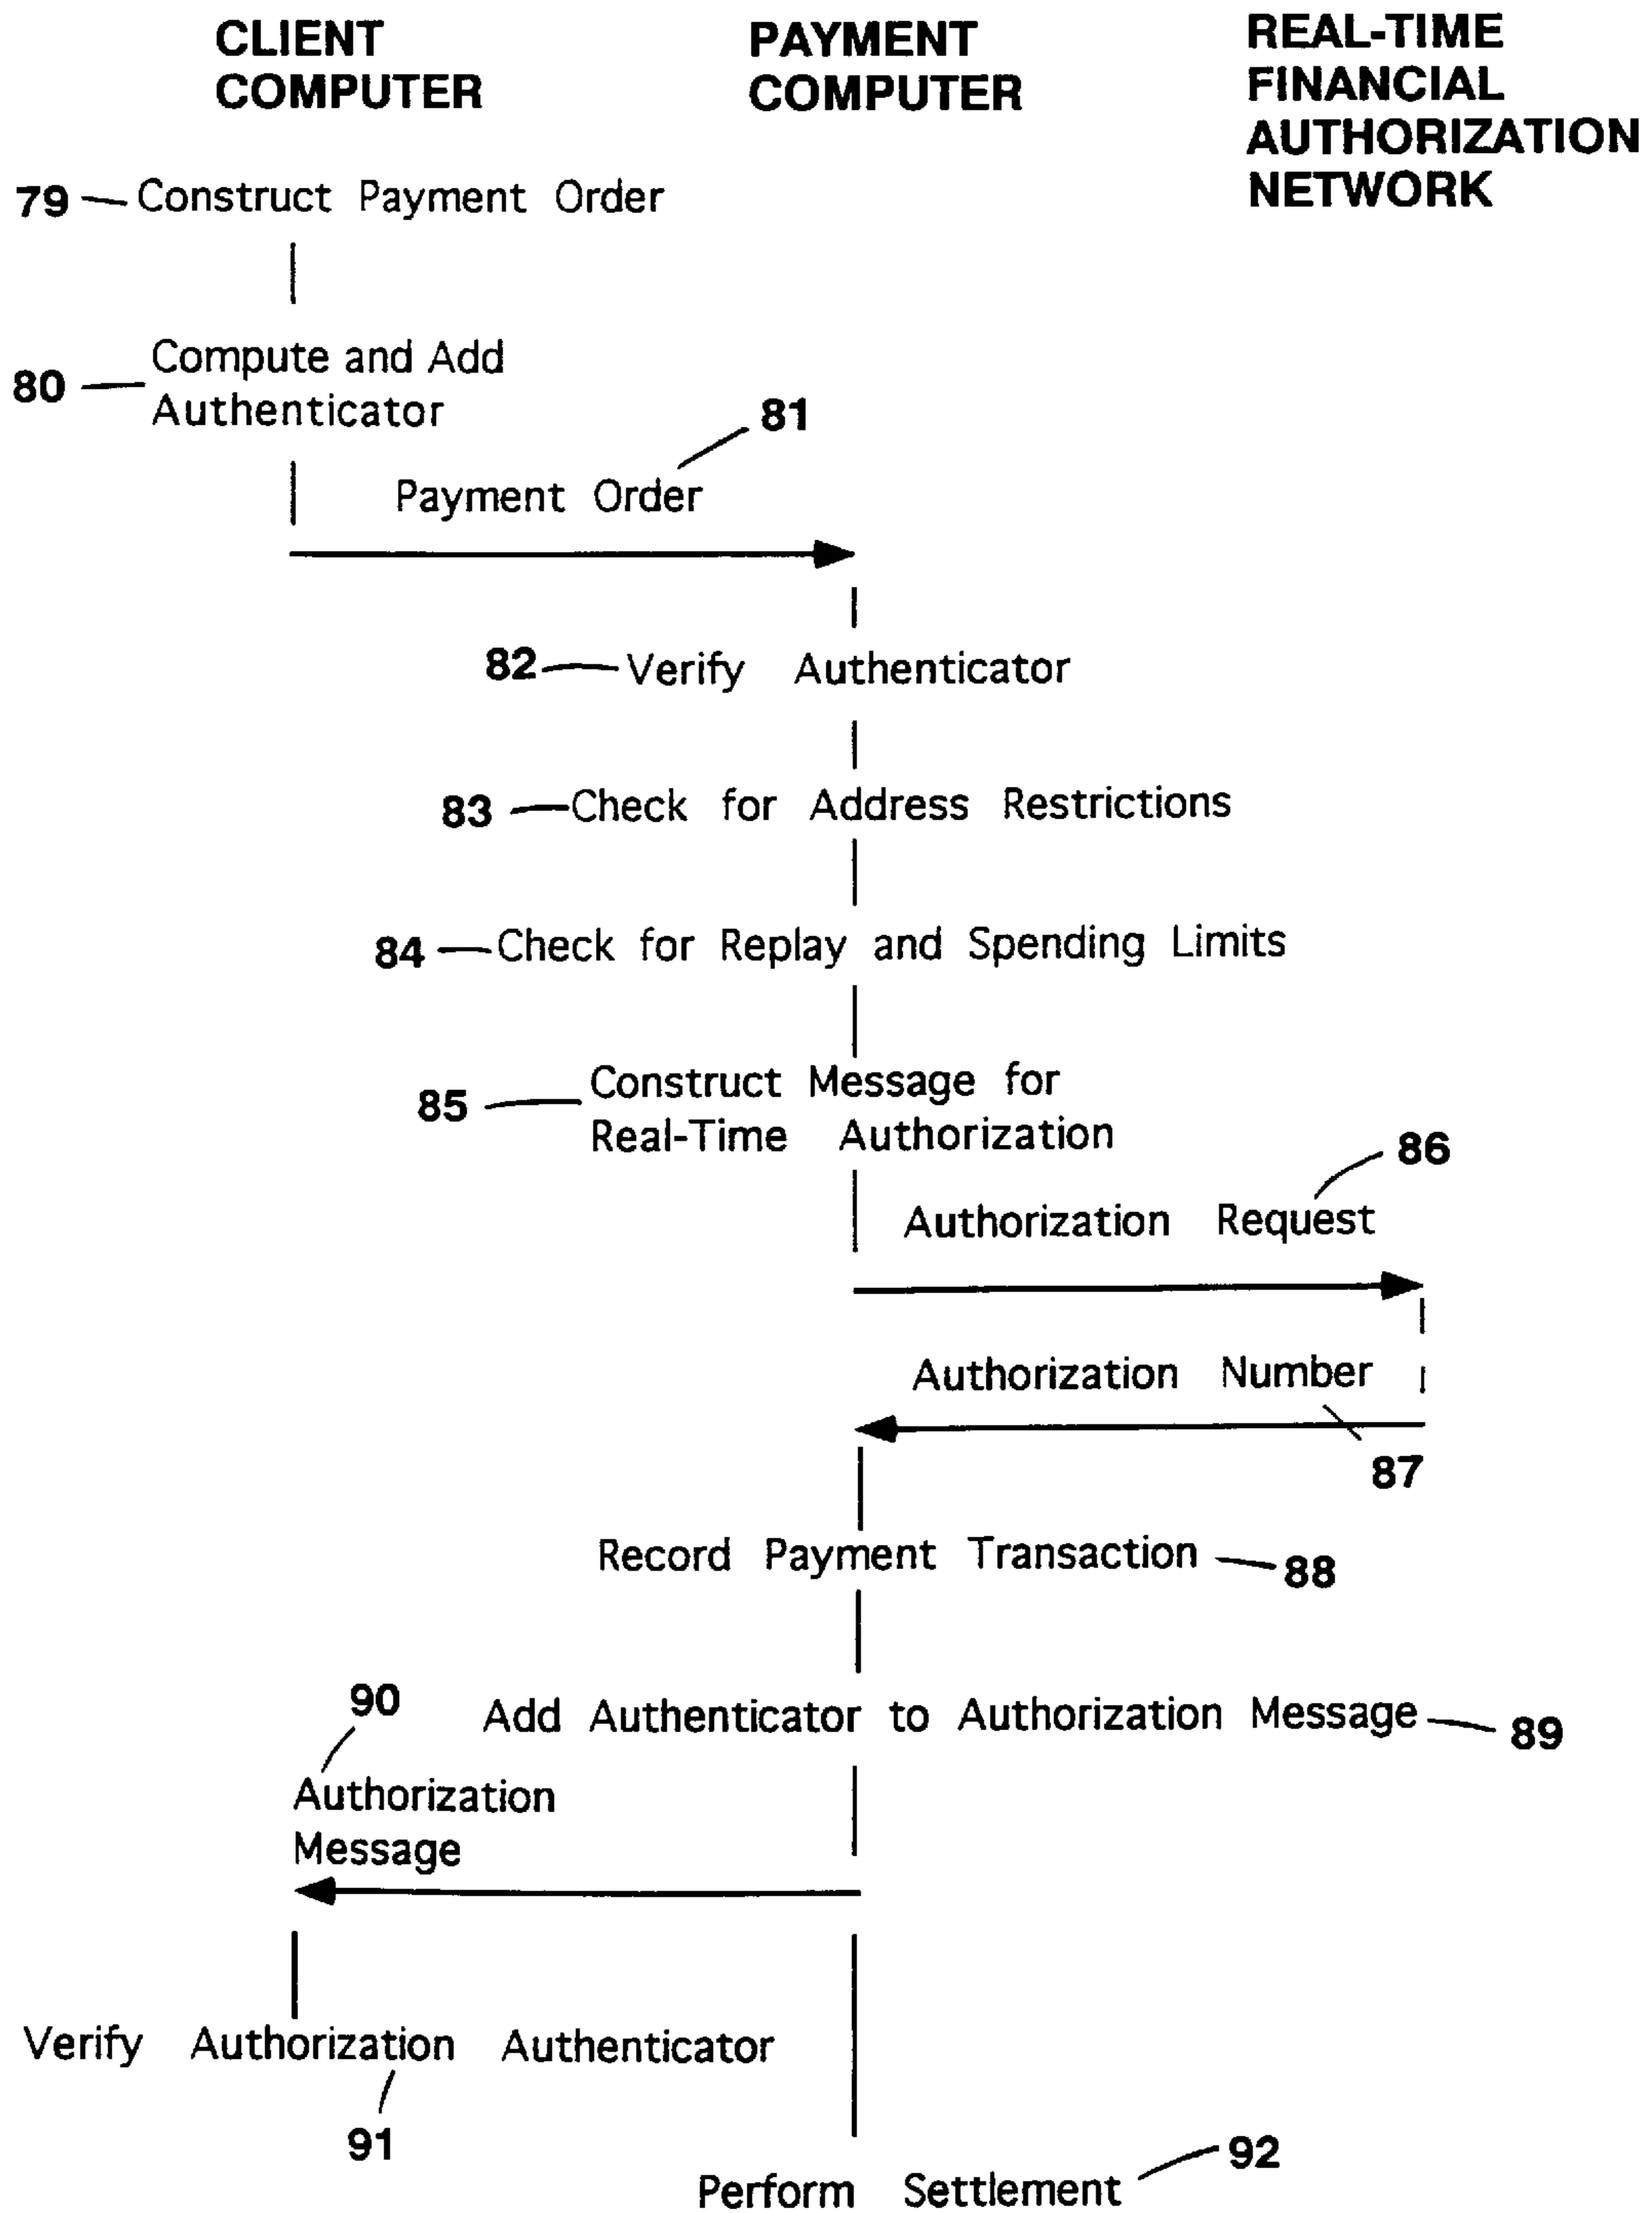 CLIENT
COMPUTER
PAYMENT
COMPUTER
REAL-TIME
FINANCIAL
AUTHORIZATION
NETWORK
79 Construct Payment Order
80 Compute and Add
Authenticator
81
Payment Order
82 Verify Authenticator
83 Check for Address Restrictions
84 Check for Replay and Spending Limits
85 Construct Message for
Real-Time Authorization
86
Authorization Request
Authorization Number
87
Record Payment Transaction 88
Add Authenticator to Authorization Message 89
90
Authorization
Message
Verify Authorization Authenticator
91
Perform Settlement 92